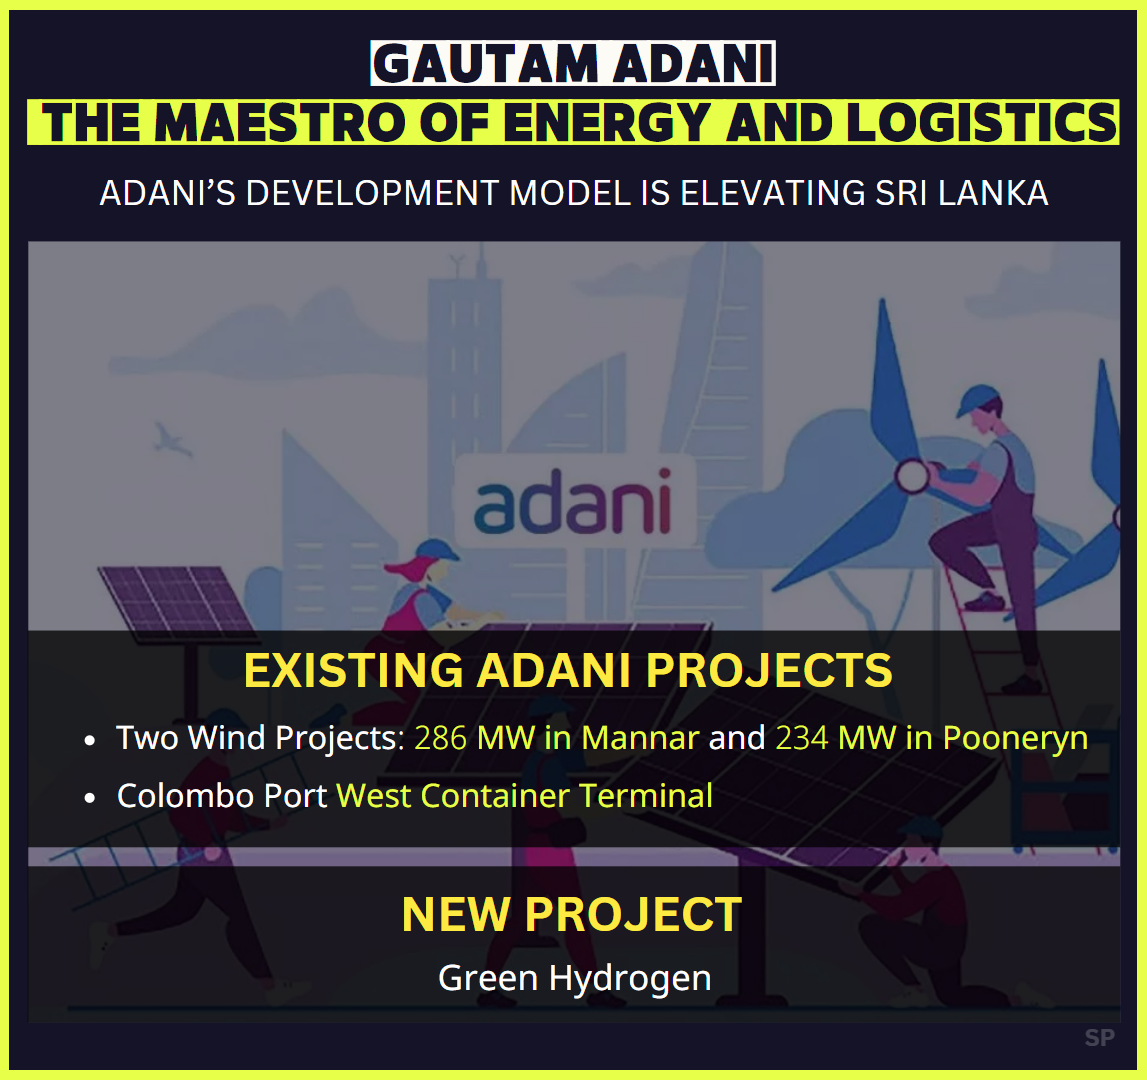 GAUTAM ADANI
THE MAESTRO OF ENERGY AND LOGISTICS
ADANI’S DEVELOPMENT MODEL IS ELEVATING SRI LANKA
adani
EXISTING ADANI PROJECTS
• Two Wind Projects: 286 MW in Mannar and 234 MW in Pooneryn
• Colombo Port West Container Terminal
NEW PROJECT
Green Hydrogen
SP